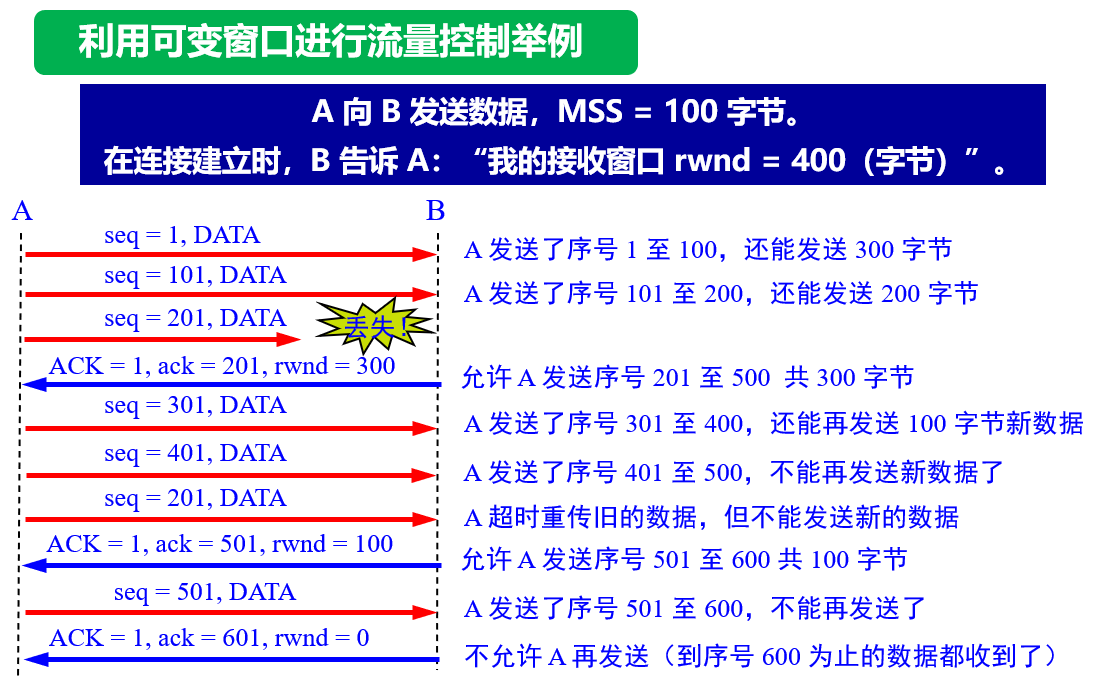 利用可变窗口进行流量控制举例
A 向 B 发送数据，MSS = 100 字节。
在连接建立时，B 告诉 A：“我的接收窗口 rwnd = 400（字节）”。
A
B
seq = 1, DATA
A 发送了序号 1 至 100，还能发送 300 字节
seq = 101, DATA
A 发送了序号 101 至 200，还能发送 200 字节
seq = 201, DATA
丢失！
ACK = 1, ack = 201, rwnd = 300
允许 A 发送序号 201 至 500 共 300 字节
seq = 301, DATA
A 发送了序号 301 至 400，还能再发送 100 字节新数据
seq = 401, DATA
A 发送了序号 401 至 500，不能再发送新数据了
seq = 201, DATA
A 超时重传旧的数据，但不能发送新的数据
ACK = 1, ack = 501, rwnd = 100
允许 A 发送序号 501 至 600 共 100 字节
seq = 501, DATA
A 发送了序号 501 至 600，不能再发送了
ACK = 1, ack = 601, rwnd = 0
不允许 A 再发送（到序号 600 为止的数据都收到了）